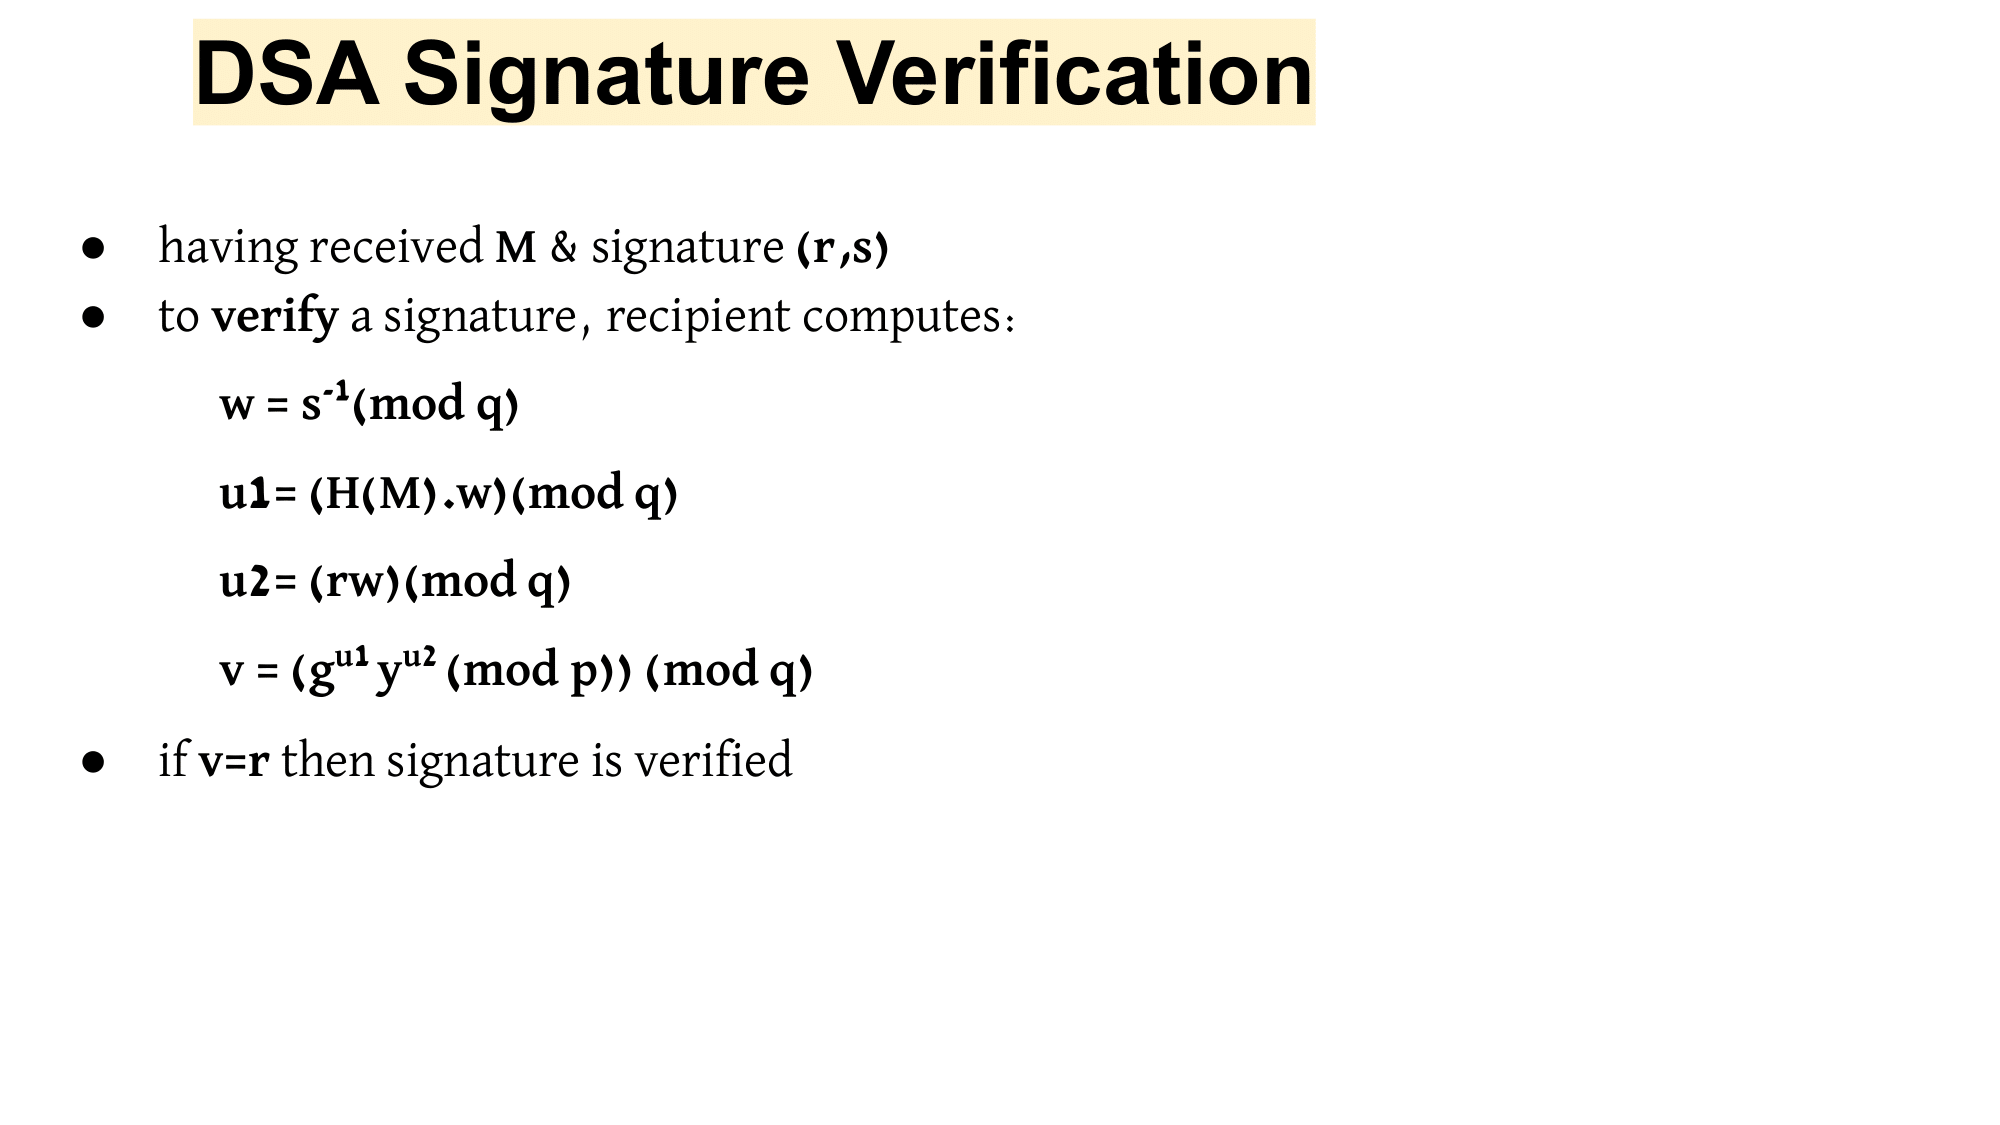 DSA Signature Verification
● having received M & signature (r,s)
● to verify a signature, recipient computes:
w = s⁻¹(mod q)
u1= (H(M).w)(mod q)
u2= (rw)(mod q)
v = (g^u1 y^u2 (mod p)) (mod q)
● if v=r then signature is verified